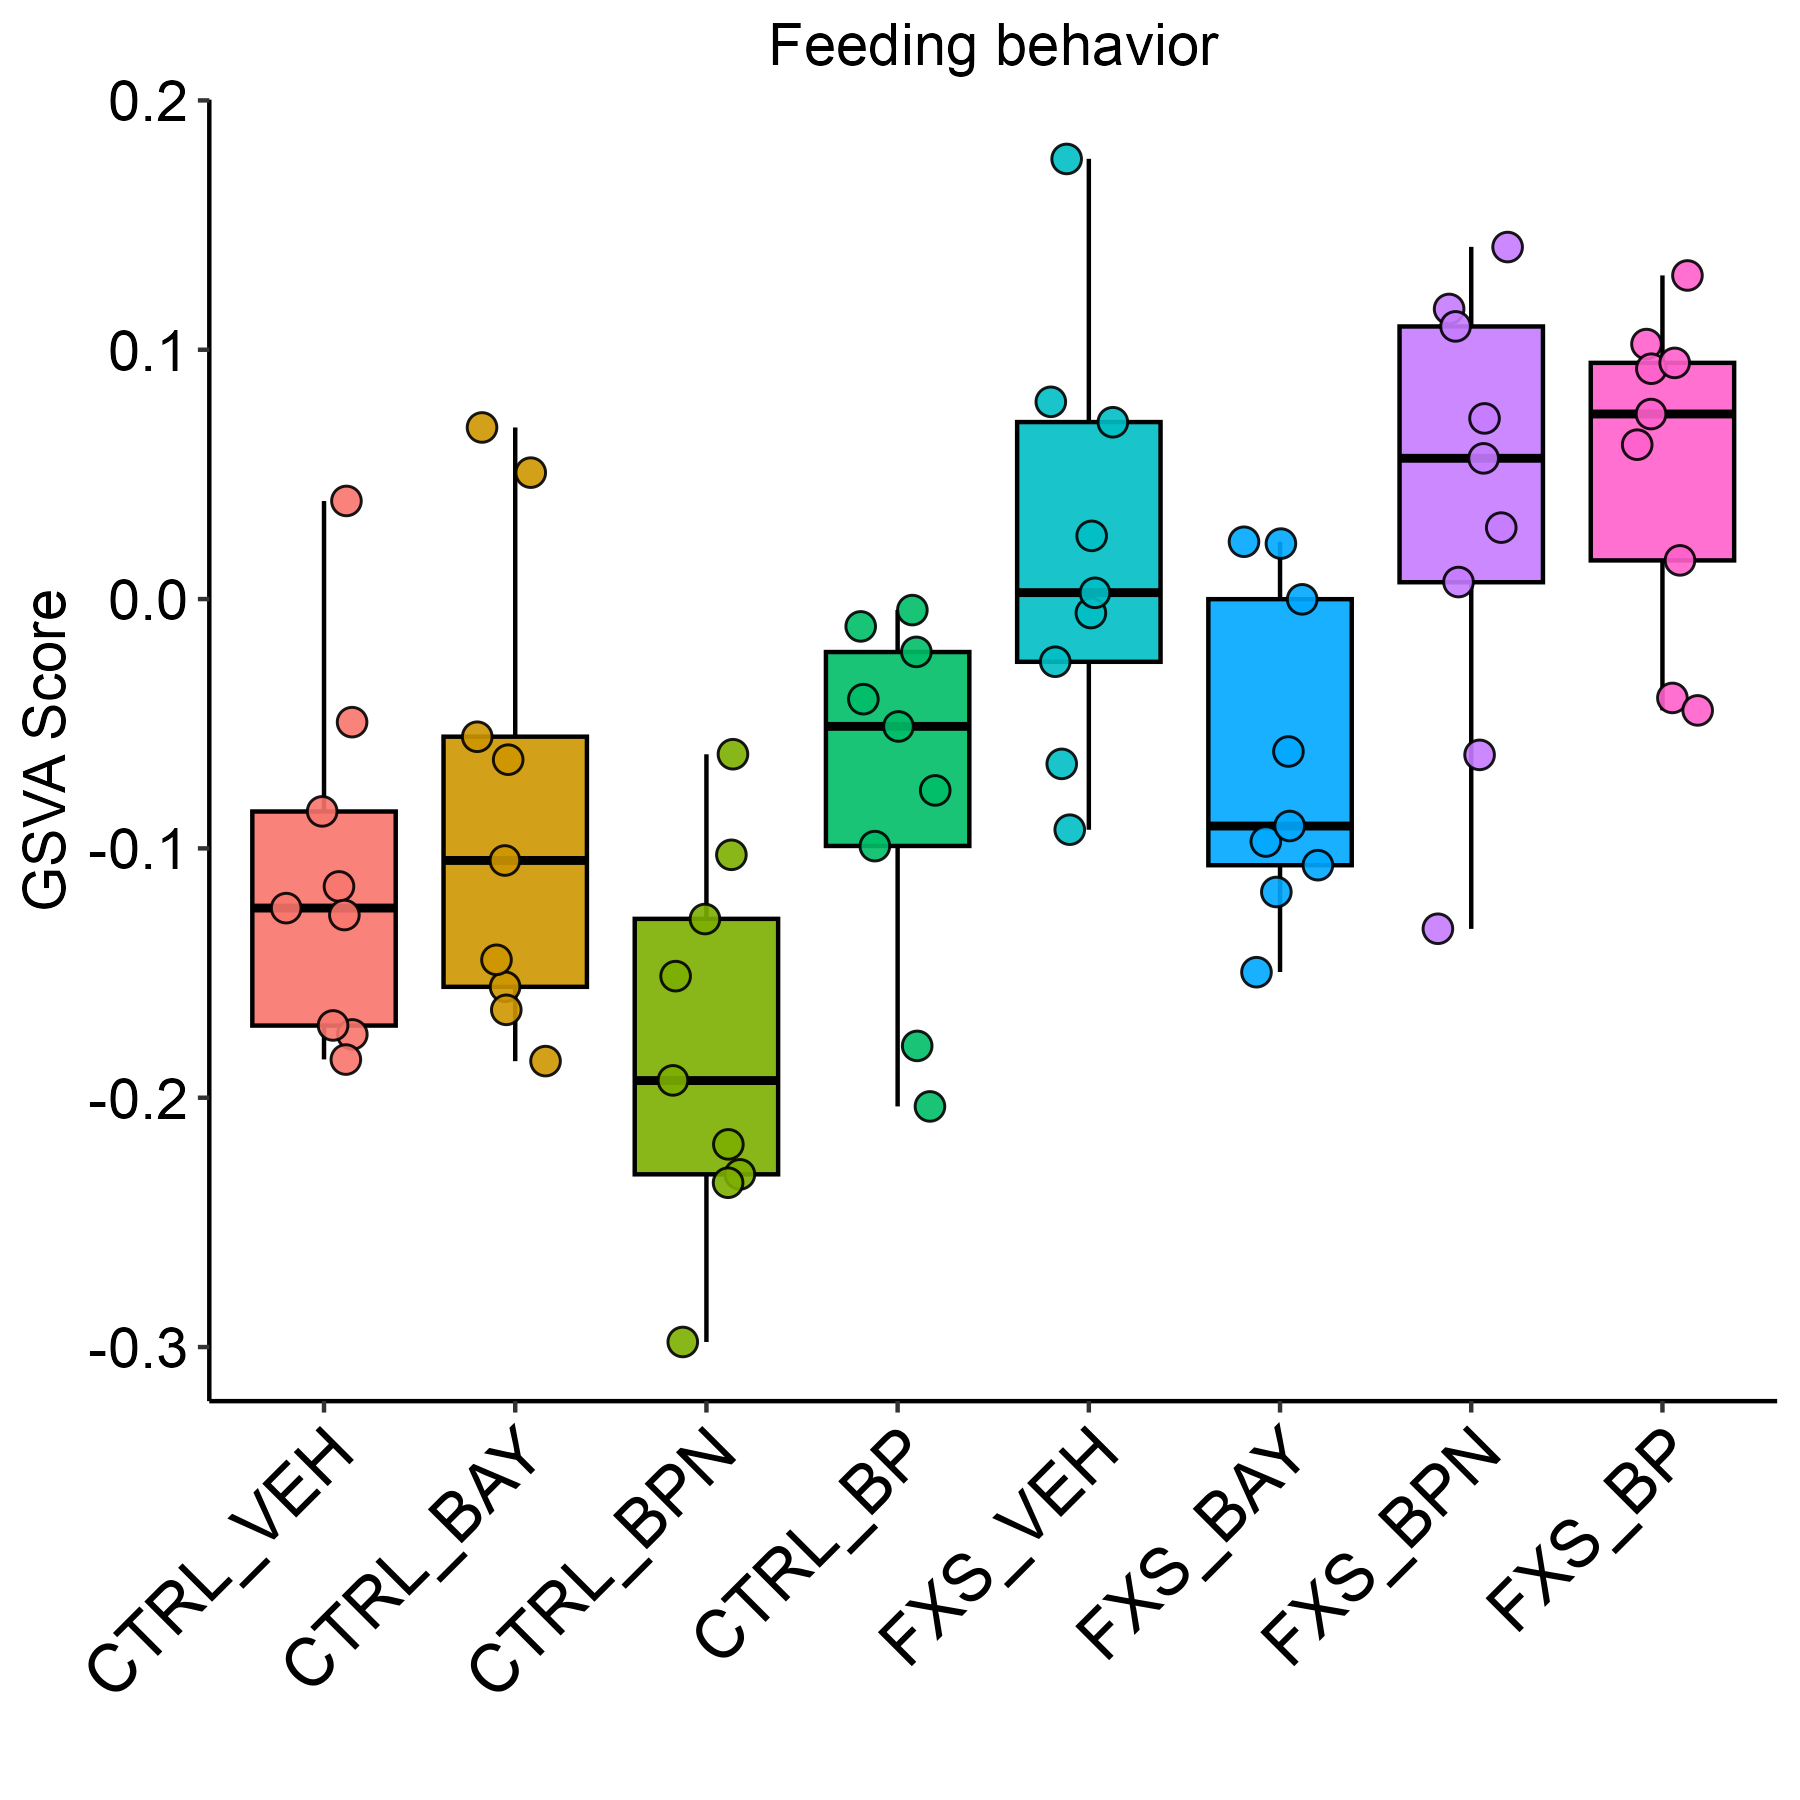 Feeding behavior
GSVA Score
0.2
0.1
0.0
-0.1
-0.2
-0.3
CTRL_VEH
CTRL_BAY
CTRL_BPN
CTRL_BP
FXS_VEH
FXS_BAY
FXS_BPN
FXS_BP